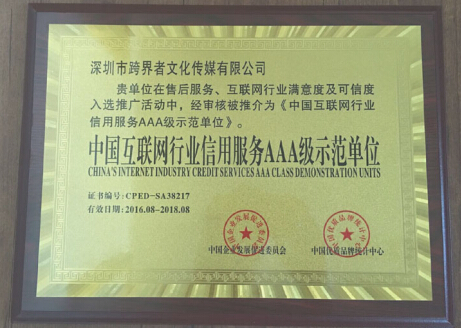 深圳市跨界者文化传媒有限公司
贵单位在售后服务、互联网行业满意度及可信度
入选推广活动中，经审核被推介为《中国互联网行业
信用服务AAA级示范单位》。
中国互联网行业信用服务AAA级示范单位
CHINA'S INTERNET INDUSTRY CREDIT SERVICES AAA CLASS DEMONSTRATION UNITS
证书编号:CPED-SA38217
有效日期:2016.08-2018.08
中国企业发展促进委员会
中国优质品牌统计中心